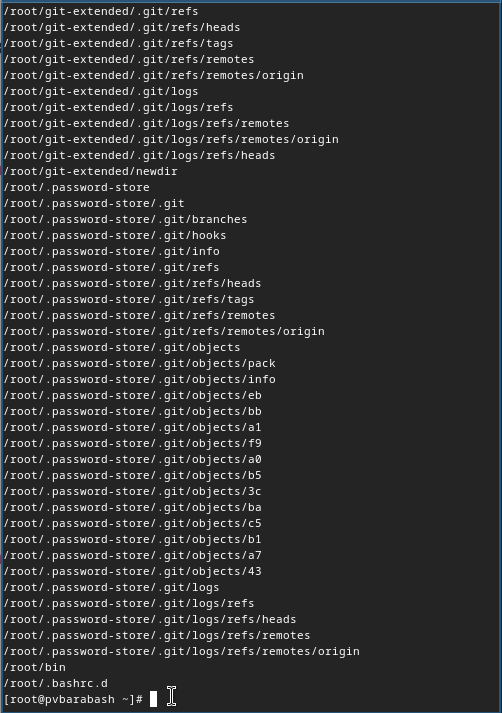 /root/git-extended/.git/refs
/root/git-extended/.git/refs/heads
/root/git-extended/.git/refs/tags
/root/git-extended/.git/refs/remotes
/root/git-extended/.git/refs/remotes/origin
/root/git-extended/.git/logs
/root/git-extended/.git/logs/refs
/root/git-extended/.git/logs/refs/remotes
/root/git-extended/.git/logs/refs/remotes/origin
/root/git-extended/.git/logs/refs/heads
/root/git-extended/newdir
/root/.password-store
/root/.password-store/.git
/root/.password-store/.git/branches
/root/.password-store/.git/hooks
/root/.password-store/.git/info
/root/.password-store/.git/refs
/root/.password-store/.git/refs/heads
/root/.password-store/.git/refs/tags
/root/.password-store/.git/refs/remotes
/root/.password-store/.git/refs/remotes/origin
/root/.password-store/.git/objects
/root/.password-store/.git/objects/pack
/root/.password-store/.git/objects/info
/root/.password-store/.git/objects/eb
/root/.password-store/.git/objects/bb
/root/.password-store/.git/objects/a1
/root/.password-store/.git/objects/f9
/root/.password-store/.git/objects/a0
/root/.password-store/.git/objects/b5
/root/.password-store/.git/objects/3c
/root/.password-store/.git/objects/ba
/root/.password-store/.git/objects/c5
/root/.password-store/.git/objects/b1
/root/.password-store/.git/objects/a7
/root/.password-store/.git/objects/43
/root/.password-store/.git/logs
/root/.password-store/.git/logs/refs
/root/.password-store/.git/logs/refs/heads
/root/.password-store/.git/logs/refs/remotes
/root/.password-store/.git/logs/refs/remotes/origin
/root/bin
/root/.bashrc.d
[root@pvbarabash ~]#